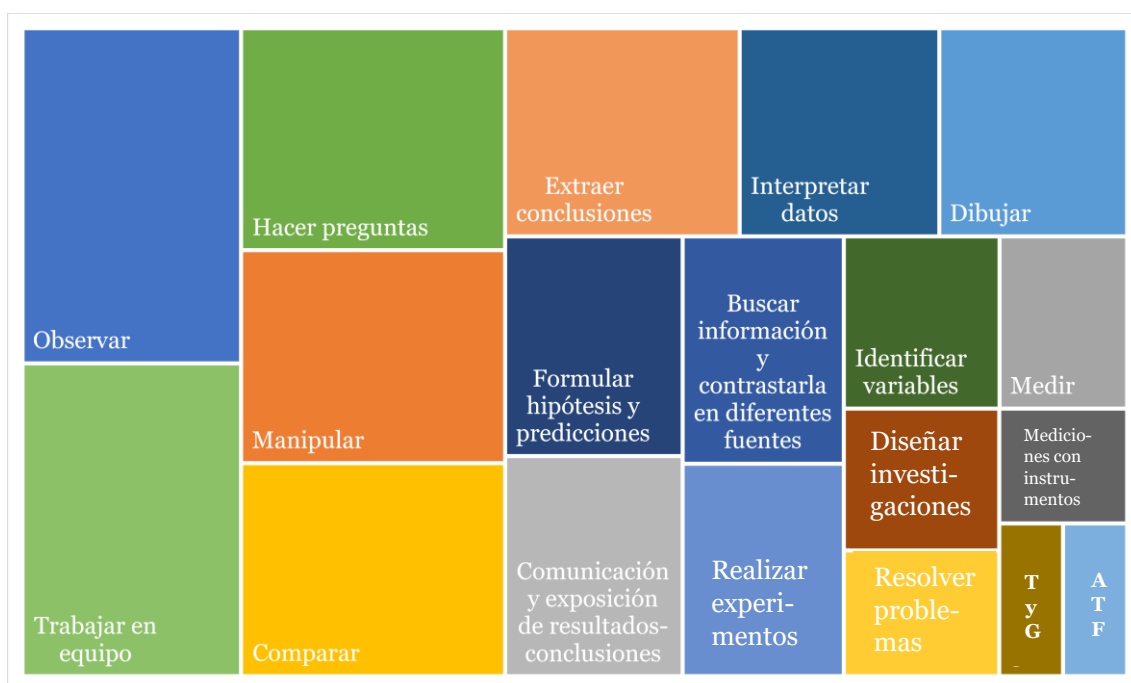 Observar
Trabajar en
equipo
Hacer preguntas
Manipular
Comparar
Extraer
conclusiones
Interpretar
datos
Dibujar
Formular
hipótesis y
predicciones
Buscar
información
y
contrastarla
en diferentes
fuentes
Identificar
variables
Medir
Comunicación
y exposición
de resultados-
conclusiones
Realizar
experi-
mentos
Diseñar
investi-
gaciones
Resolver
proble-
mas
Medicio-
nes con
instru-
mentos
T
y
G
A
T
F